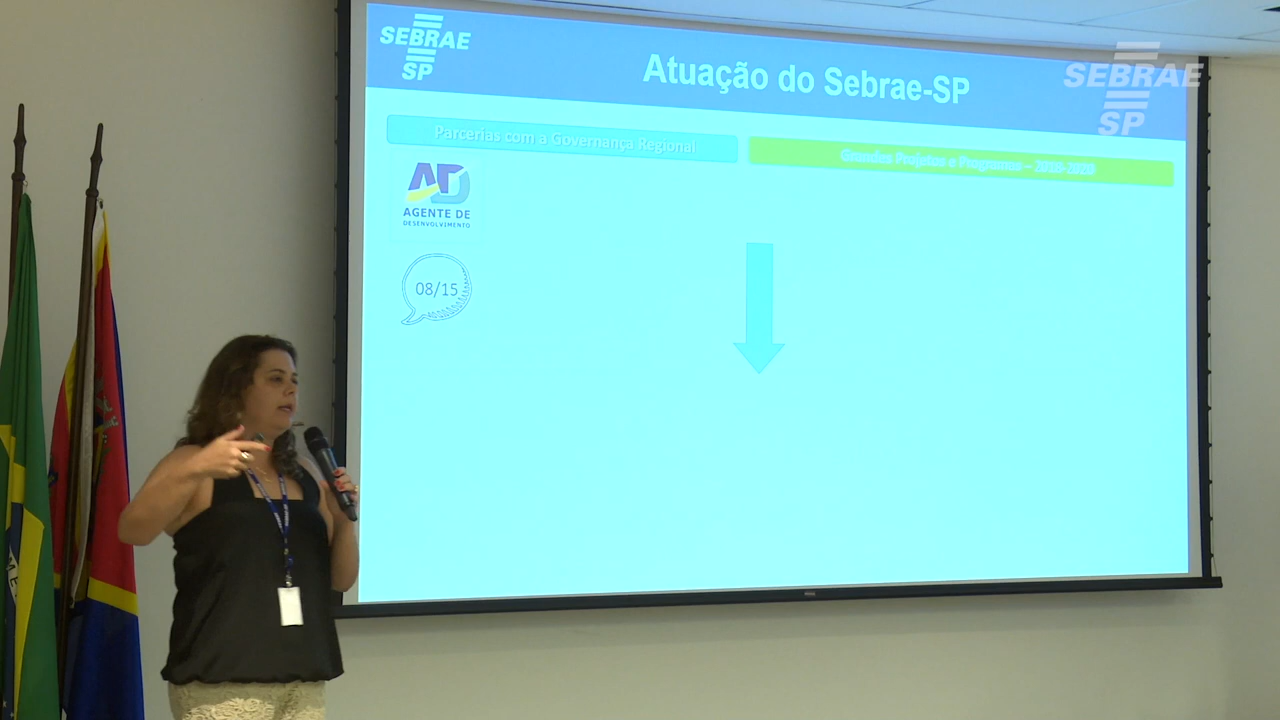 SEBRAE
SP
Atuação do Sebrae-SP
SEBRAE
SP
Parcerias com a Governança Regional
Grandes Projetos e Programas – 2018-2020
AD
AGENTE DE
DESENVOLVIMENTO
08/15